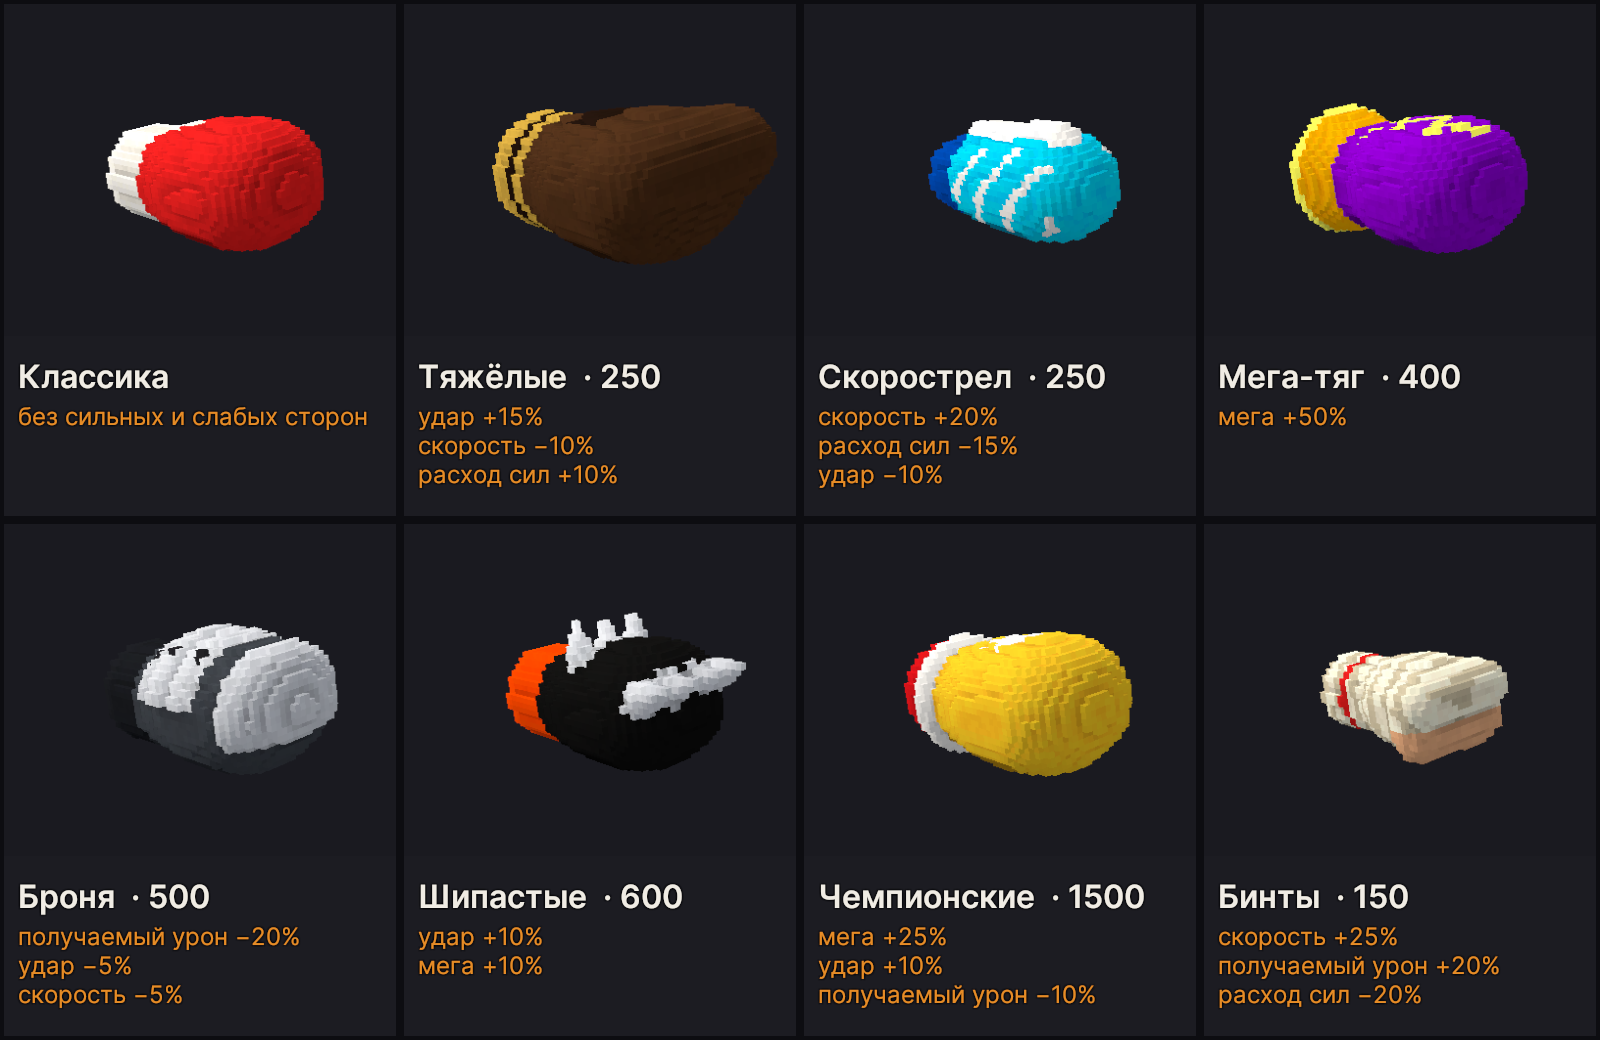 Классика
без сильных и слабых сторон
Тяжёлые · 250
удар +15%
скорость −10%
расход сил +10%
Скорострел · 250
скорость +20%
расход сил −15%
удар −10%
Мега-тяг · 400
мега +50%
Броня · 500
получаемый урон −20%
удар −5%
скорость −5%
Шипастые · 600
удар +10%
мега +10%
Чемпионские · 1500
мега +25%
удар +10%
получаемый урон −10%
Бинты · 150
скорость +25%
получаемый урон +20%
расход сил −20%